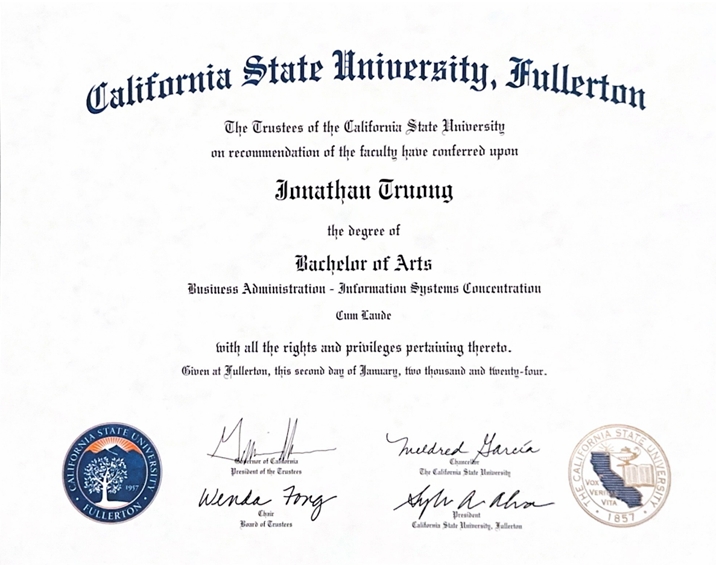 California State University, Fullerton
The Trustees of the California State University
on recommendation of the faculty have conferred upon
Jonathan Truong
the degree of
Bachelor of Arts
Business Administration - Information Systems Concentration
Cum Laude
with all the rights and privileges pertaining thereto.
Given at Fullerton, this second day of January, two thousand and twenty-four.
Governor of California
President of the Trustees
Mildred García
Chancellor
The California State University
Wenda Fong
Chair
Board of Trustees
President
California State University, Fullerton
CALIFORNIA STATE UNIVERSITY
1957
FULLERTON
THE CALIFORNIA STATE UNIVERSITY
VOX
VERITAS
VITA
1857